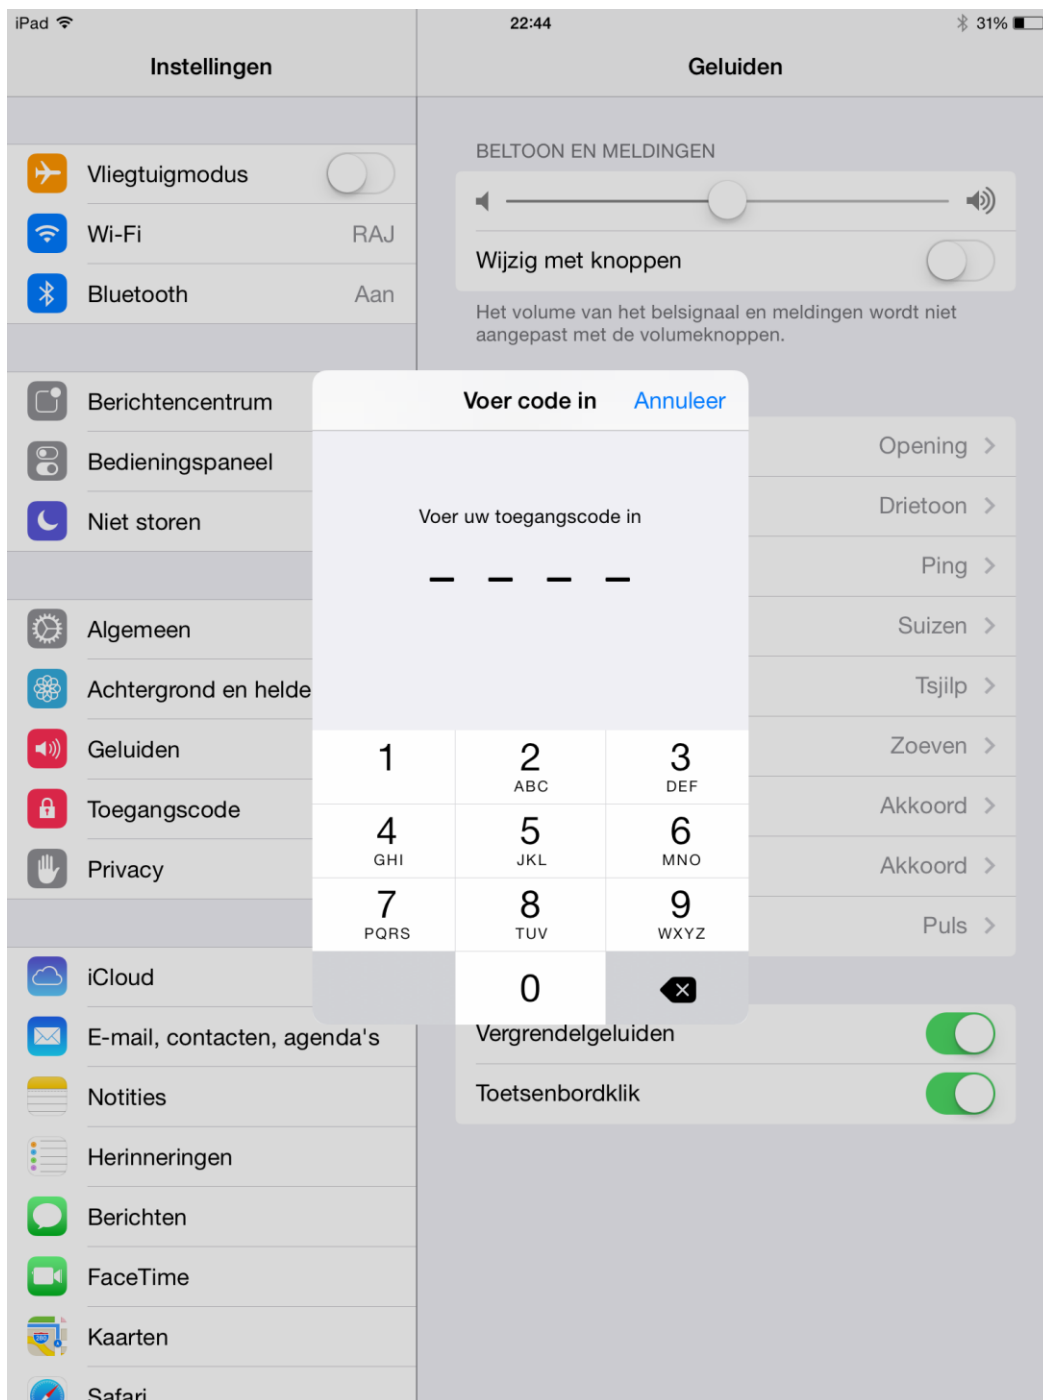 iPad 22:44 31%
Instellingen
Geluiden
Vliegtuigmodus
Wi-Fi RAJ
Bluetooth Aan
Berichtencentrum
Bedieningspaneel
Niet storen
Algemeen
Achtergrond en helde
Geluiden
Toegangscode
Privacy
iCloud
E-mail, contacten, agenda's
Notities
Herinneringen
Berichten
FaceTime
Kaarten
Safari
BELTOON EN MELDINGEN
Wijzig met knoppen
Het volume van het belsignaal en meldingen wordt niet
aangepast met de volumeknoppen.
Opening
Drietoon
Ping
Suizen
Tsjilp
Zoeven
Akkoord
Akkoord
Puls
Vergrendelgeluiden
Toetsenbordklik
Voer code in Annuleer
Voer uw toegangscode in
1 2 3
ABC DEF
4 5 6
GHI JKL MNO
7 8 9
PQRS TUV WXYZ
0